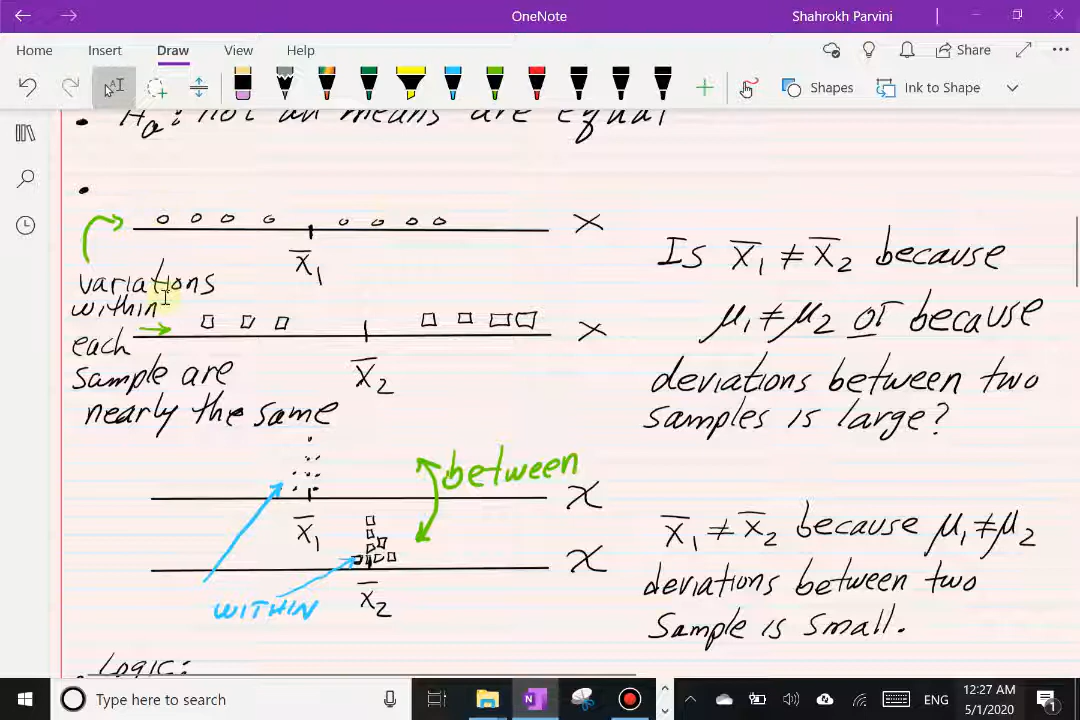 OneNote
Shahrokh Parvini
Home Insert Draw View Help
Share
Shapes
Ink to Shape
• Ha: not all means are equal
•
X
x̄₁
variations
within
each
sample are
nearly the same
X
x̄₂
Is x̄₁ ≠ x̄₂ because
μ₁ ≠ μ₂ or because
deviations between two
samples is large?
between
x
x̄₁
x
x̄₂
WITHIN
x̄₁ ≠ x̄₂ because μ₁ ≠ μ₂
deviations between two
sample is small.
• Logic:
Type here to search
ENG
12:27 AM
5/1/2020
1